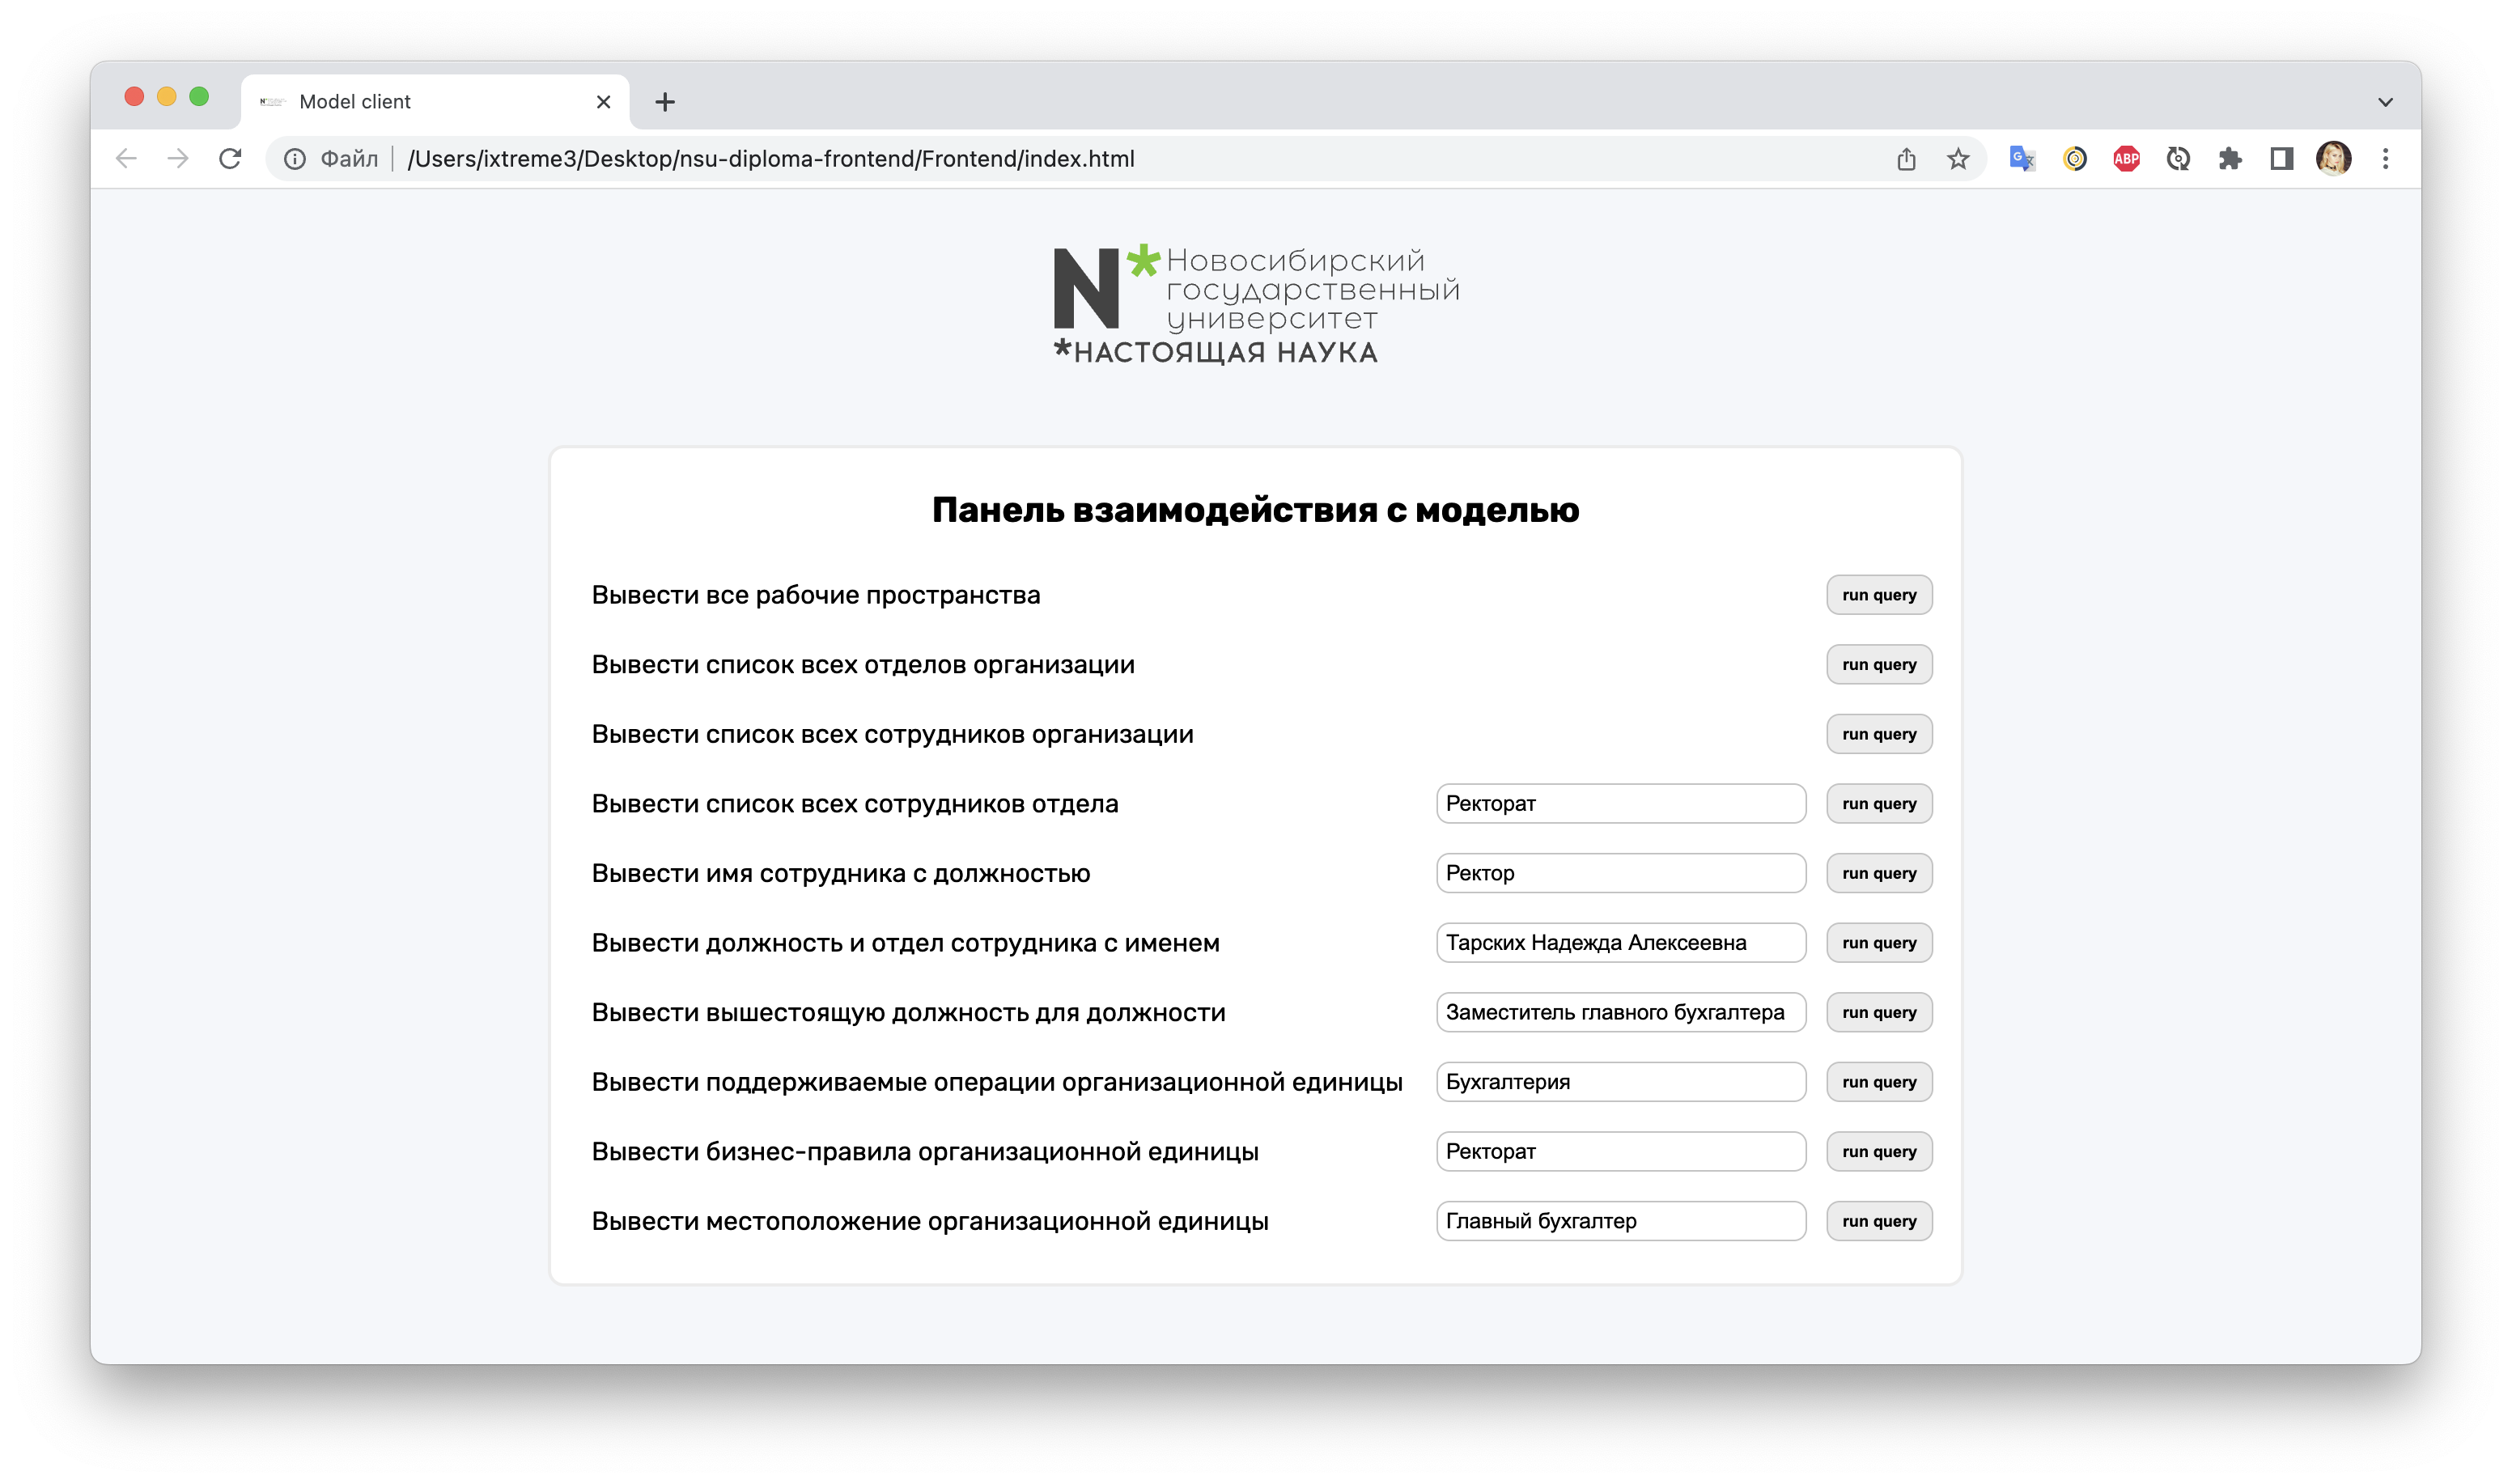 Model client
Файл /Users/ixtreme3/Desktop/nsu-diploma-frontend/Frontend/index.html
ABP
N*
Новосибирский
государственный
университет
*НАСТОЯЩАЯ НАУКА
Панель взаимодействия с моделью
Вывести все рабочие пространства run query
Вывести список всех отделов организации run query
Вывести список всех сотрудников организации run query
Вывести список всех сотрудников отдела Ректорат run query
Вывести имя сотрудника с должностью Ректор run query
Вывести должность и отдел сотрудника с именем Тарских Надежда Алексеевна run query
Вывести вышестоящую должность для должности Заместитель главного бухгалтера run query
Вывести поддерживаемые операции организационной единицы Бухгалтерия run query
Вывести бизнес-правила организационной единицы Ректорат run query
Вывести местоположение организационной единицы Главный бухгалтер run query